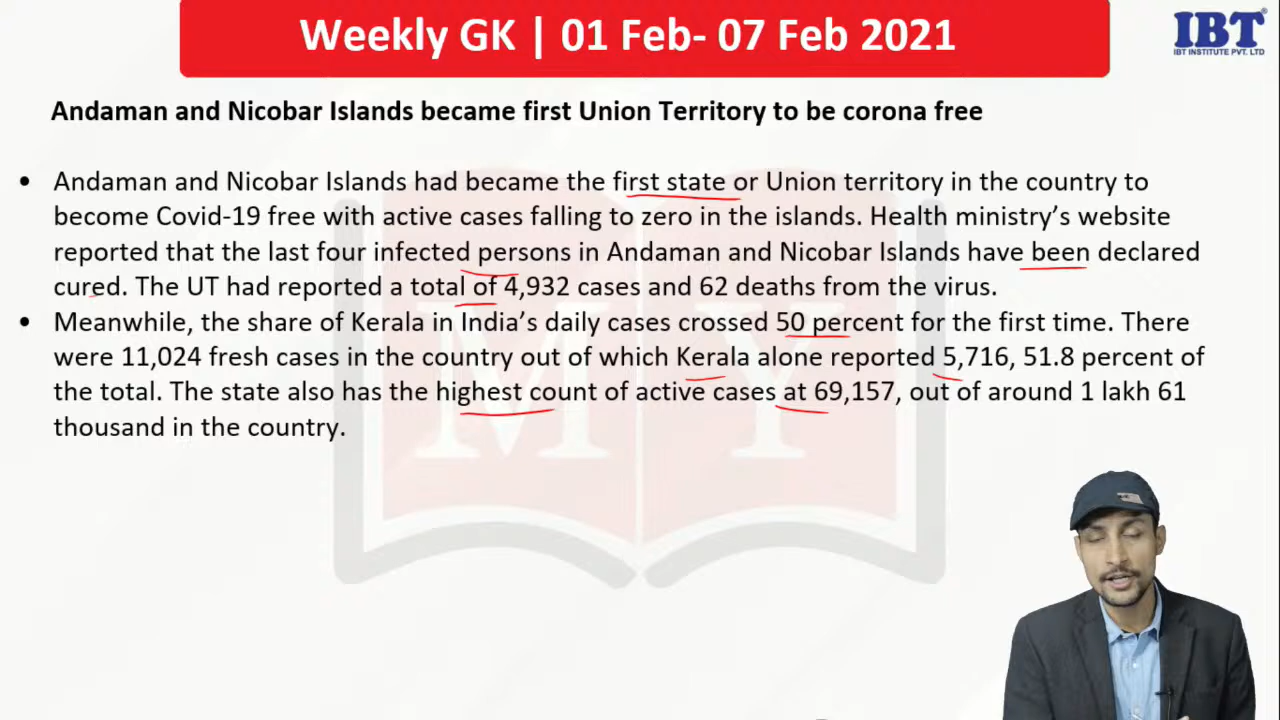 Weekly GK | 01 Feb- 07 Feb 2021
IBT
IBT INSTITUTE PVT. LTD
Andaman and Nicobar Islands became first Union Territory to be corona free
• Andaman and Nicobar Islands had became the first state or Union territory in the country to
become Covid-19 free with active cases falling to zero in the islands. Health ministry’s website
reported that the last four infected persons in Andaman and Nicobar Islands have been declared
cured. The UT had reported a total of 4,932 cases and 62 deaths from the virus.
• Meanwhile, the share of Kerala in India’s daily cases crossed 50 percent for the first time. There
were 11,024 fresh cases in the country out of which Kerala alone reported 5,716, 51.8 percent of
the total. The state also has the highest count of active cases at 69,157, out of around 1 lakh 61
thousand in the country.
M Y